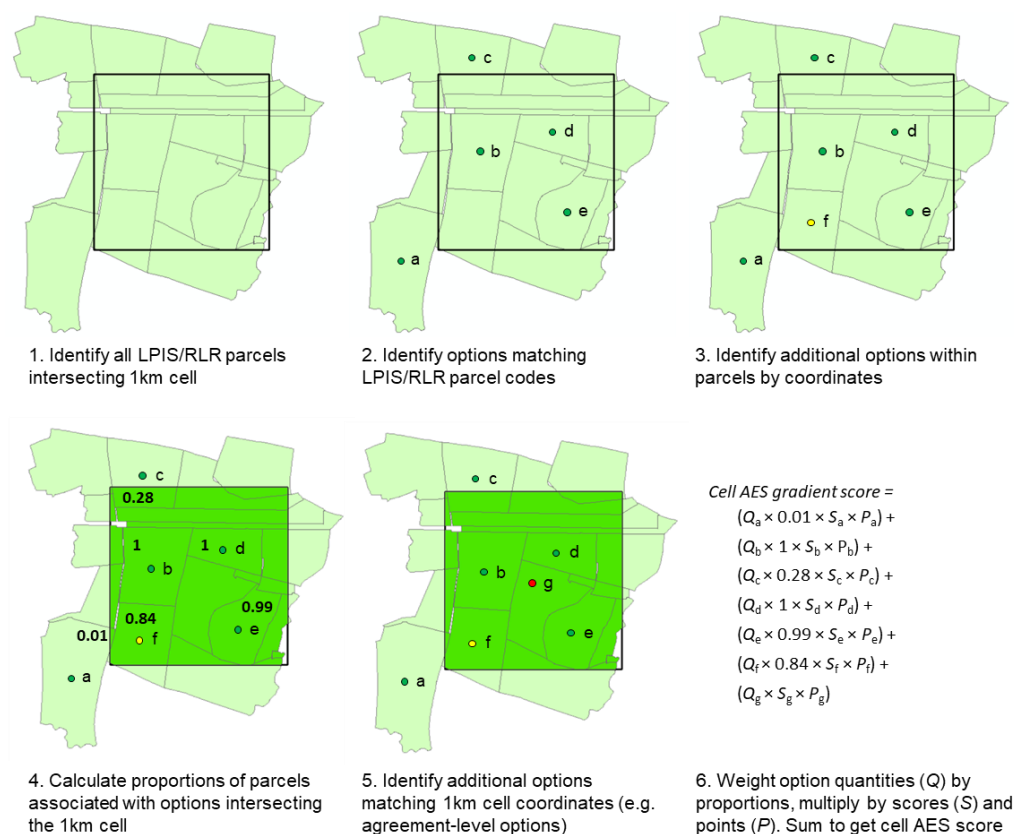 c
d
b
e
a
c
d
b
e
f
a
1. Identify all LPIS/RLR parcels
intersecting 1km cell
2. Identify options matching
LPIS/RLR parcel codes
3. Identify additional options within
parcels by coordinates
c
0.28
1
1
d
b
0.99
0.84
e
0.01
f
a
c
d
b
g
e
f
a
Cell AES gradient score =
(Qa × 0.01 × Sa × Pa) +
(Qb × 1 × Sb × Pb) +
(Qc × 0.28 × Sc × Pc) +
(Qd × 1 × Sd × Pd) +
(Qe × 0.99 × Se × Pe) +
(Qf × 0.84 × Sf × Pf) +
(Qg × Sg × Pg)
4. Calculate proportions of parcels
associated with options intersecting
the 1km cell
5. Identify additional options
matching 1km cell coordinates (e.g.
agreement-level options)
6. Weight option quantities (Q) by
proportions, multiply by scores (S) and
points (P). Sum to get cell AES score